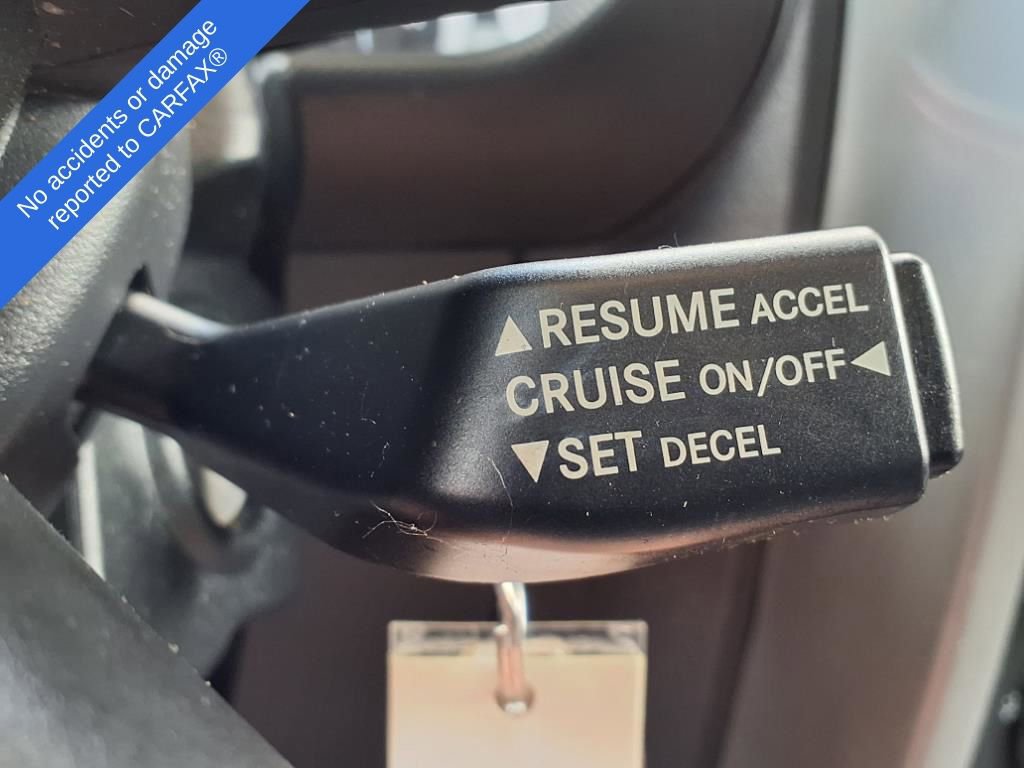 No accidents or damage
reported to CARFAX®
▲RESUME ACCEL
CRUISE ON/OFF◀
▼SET DECEL